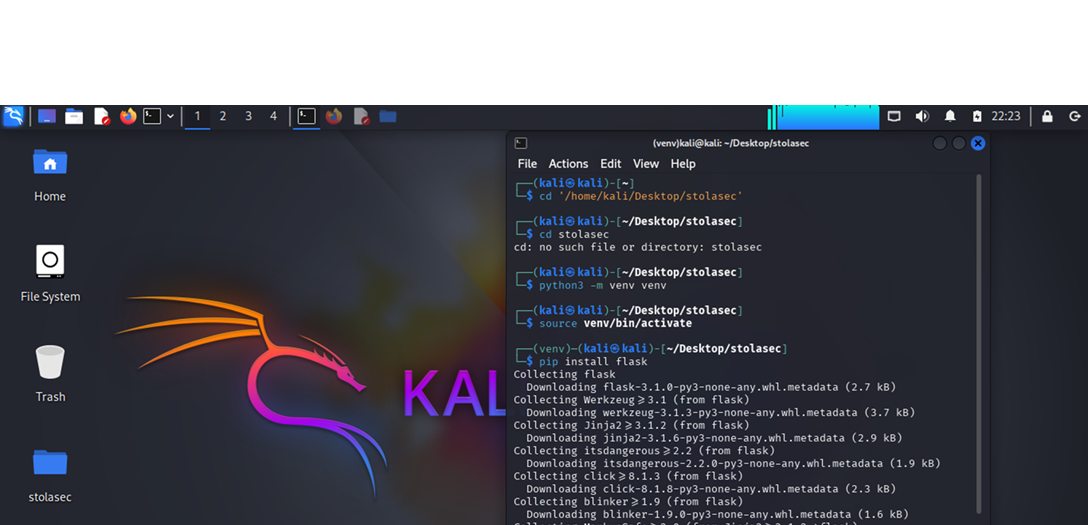 1 2 3 4
22:23
(venv)kali@kali: ~/Desktop/stolasec
File Actions Edit View Help
Home
File System
Trash
stolasec
KAL
┌──(kali㉿kali)-[~]
└─$ cd '/home/kali/Desktop/stolasec'
┌──(kali㉿kali)-[~/Desktop/stolasec]
└─$ cd stolasec
cd: no such file or directory: stolasec
┌──(kali㉿kali)-[~/Desktop/stolasec]
└─$ python3 -m venv venv
┌──(kali㉿kali)-[~/Desktop/stolasec]
└─$ source venv/bin/activate
┌──(venv)─(kali㉿kali)-[~/Desktop/stolasec]
└─$ pip install flask
Collecting flask
  Downloading flask-3.1.0-py3-none-any.whl.metadata (2.7 kB)
Collecting Werkzeug≥3.1 (from flask)
  Downloading werkzeug-3.1.3-py3-none-any.whl.metadata (3.7 kB)
Collecting Jinja2≥3.1.2 (from flask)
  Downloading jinja2-3.1.6-py3-none-any.whl.metadata (2.9 kB)
Collecting itsdangerous≥2.2 (from flask)
  Downloading itsdangerous-2.2.0-py3-none-any.whl.metadata (1.9 kB)
Collecting click≥8.1.3 (from flask)
  Downloading click-8.1.8-py3-none-any.whl.metadata (2.3 kB)
Collecting blinker≥1.9 (from flask)
  Downloading blinker-1.9.0-py3-none-any.whl.metadata (1.6 kB)